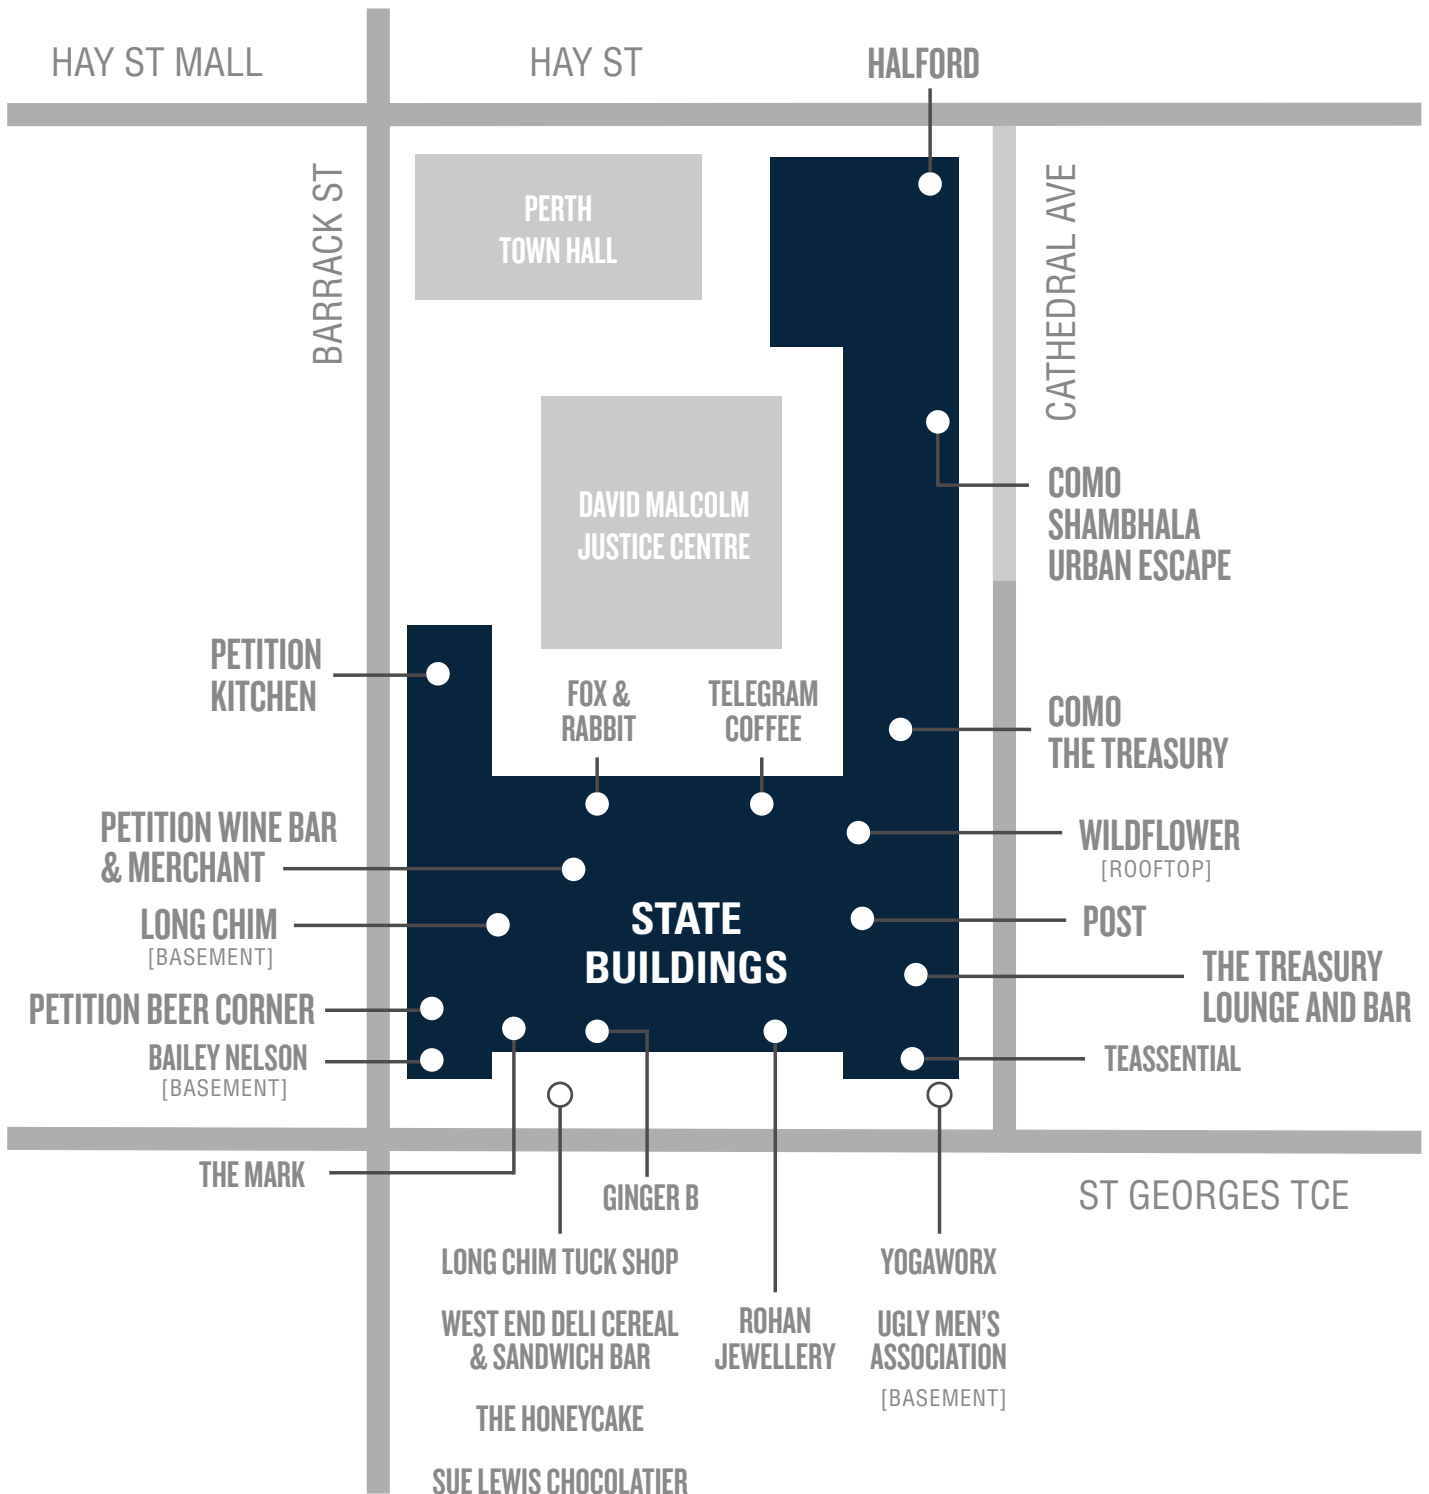 HAY ST MALL
HAY ST
HALFORD
BARRACK ST
PERTH
TOWN HALL
CATHEDRAL AVE
DAVID MALCOLM
JUSTICE CENTRE
COMO
SHAMBHALA
URBAN ESCAPE
PETITION
KITCHEN
FOX &
RABBIT
TELEGRAM
COFFEE
COMO
THE TREASURY
PETITION WINE BAR
& MERCHANT
WILDFLOWER
[ROOFTOP]
LONG CHIM
[BASEMENT]
STATE
BUILDINGS
POST
THE TREASURY
LOUNGE AND BAR
PETITION BEER CORNER
BAILEY NELSON
[BASEMENT]
TEASSENTIAL
THE MARK
GINGER B
ST GEORGES TCE
LONG CHIM TUCK SHOP
WEST END DELI CEREAL
& SANDWICH BAR
THE HONEYCAKE
SUE LEWIS CHOCOLATIER
ROHAN
JEWELLERY
YOGAWORX
UGLY MEN'S
ASSOCIATION
[BASEMENT]